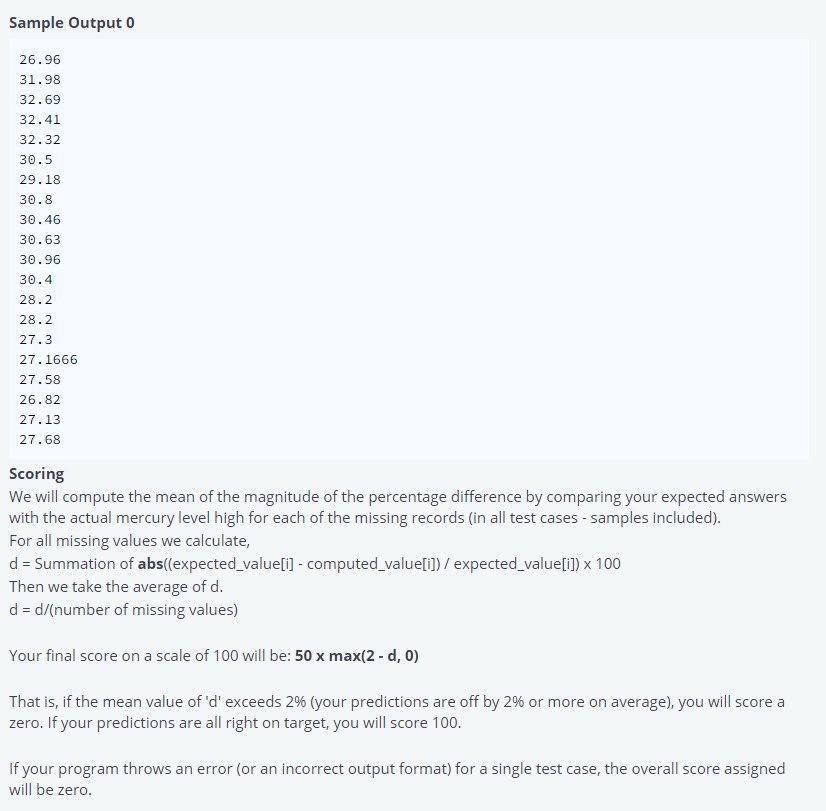 Sample Output 0
26.96
31.98
32.69
32.41
32.32
30.5
29.18
30.8
30.46
30.63
30.96
30.4
28.2
28.2
27.3
27.1666
27.58
26.82
27.13
27.68
Scoring
We will compute the mean of the magnitude of the percentage difference by comparing your expected answers
with the actual mercury level high for each of the missing records (in all test cases - samples included).
For all missing values we calculate,
d = Summation of abs((expected_value[i] - computed_value[i]) / expected_value[i]) x 100
Then we take the average of d.
d = d/(number of missing values)
Your final score on a scale of 100 will be: 50 x max(2 - d, 0)
That is, if the mean value of 'd' exceeds 2% (your predictions are off by 2% or more on average), you will score a
zero. If your predictions are all right on target, you will score 100.
If your program throws an error (or an incorrect output format) for a single test case, the overall score assigned
will be zero.